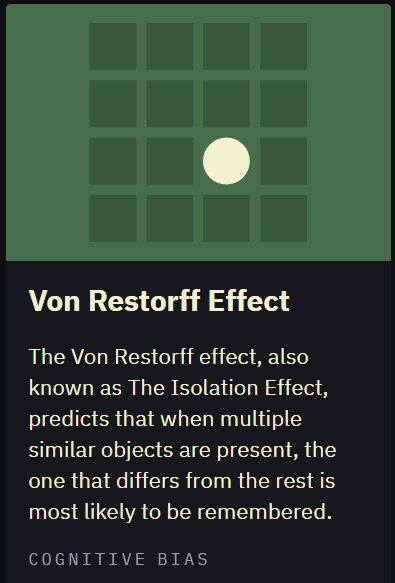 Von Restorff Effect
The Von Restorff effect, also
known as The Isolation Effect,
predicts that when multiple
similar objects are present, the
one that differs from the rest is
most likely to be remembered.
COGNITIVE BIAS